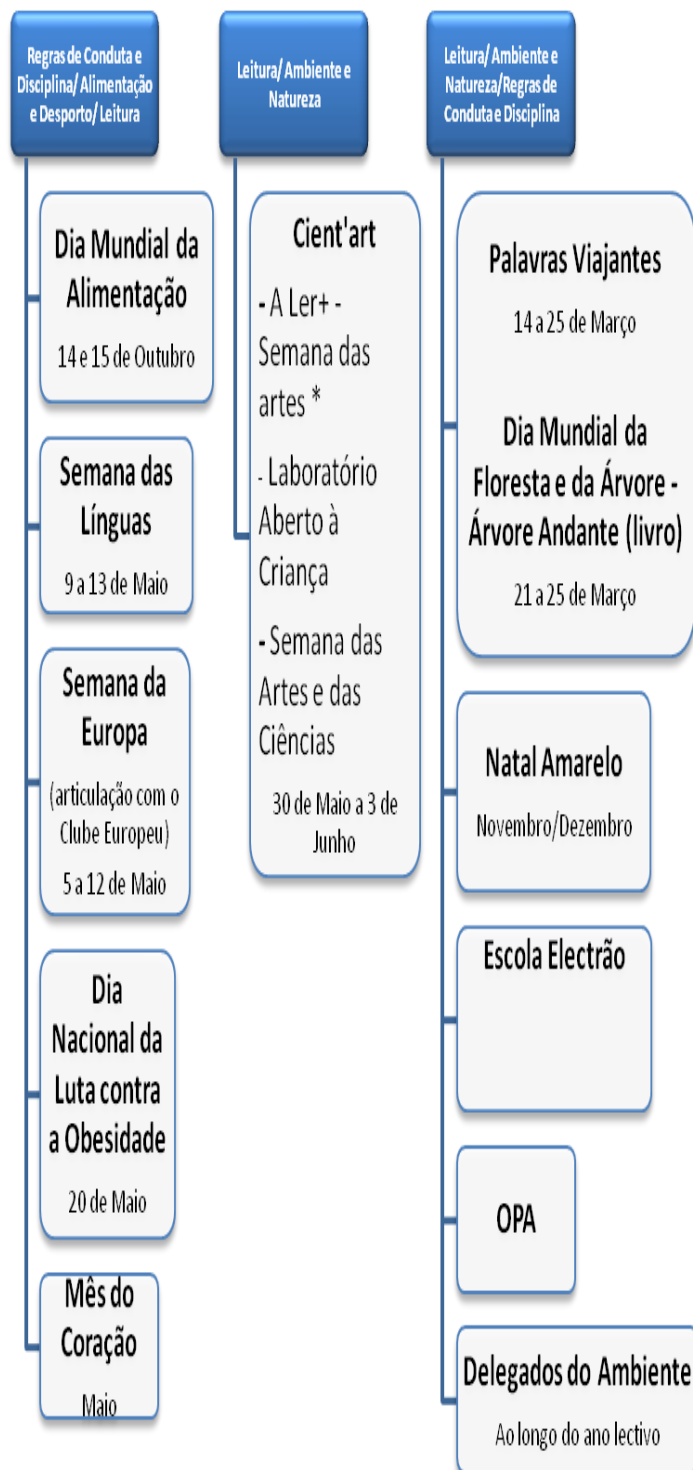 Regras de Conduta e
Disciplina/ Alimentação
e Desporto/ Leitura
Dia Mundial da
Alimentação
14 e 15 de Outubro
Semana das
Línguas
9 a 13 de Maio
Semana da
Europa
(articulação com o
Clube Europeu)
5 a 12 de Maio
Dia
Nacional da
Luta contra
a Obesidade
20 de Maio
Mês do
Coração
Maio
Leitura/ Ambiente e
Natureza
Cient'art
- A Ler+ -
Semana das
artes *
- Laboratório
Aberto à
Criança
- Semana das
Artes e das
Ciências
30 de Maio a 3 de
Junho
Leitura/ Ambiente e
Natureza/Regras de
Conduta e Disciplina
Palavras Viajantes
14 a 25 de Março
Dia Mundial da
Floresta e da Árvore -
Árvore Andante (livro)
21 a 25 de Março
Natal Amarelo
Novembro/Dezembro
Escola Electrão
OPA
Delegados do Ambiente
Ao longo do ano lectivo